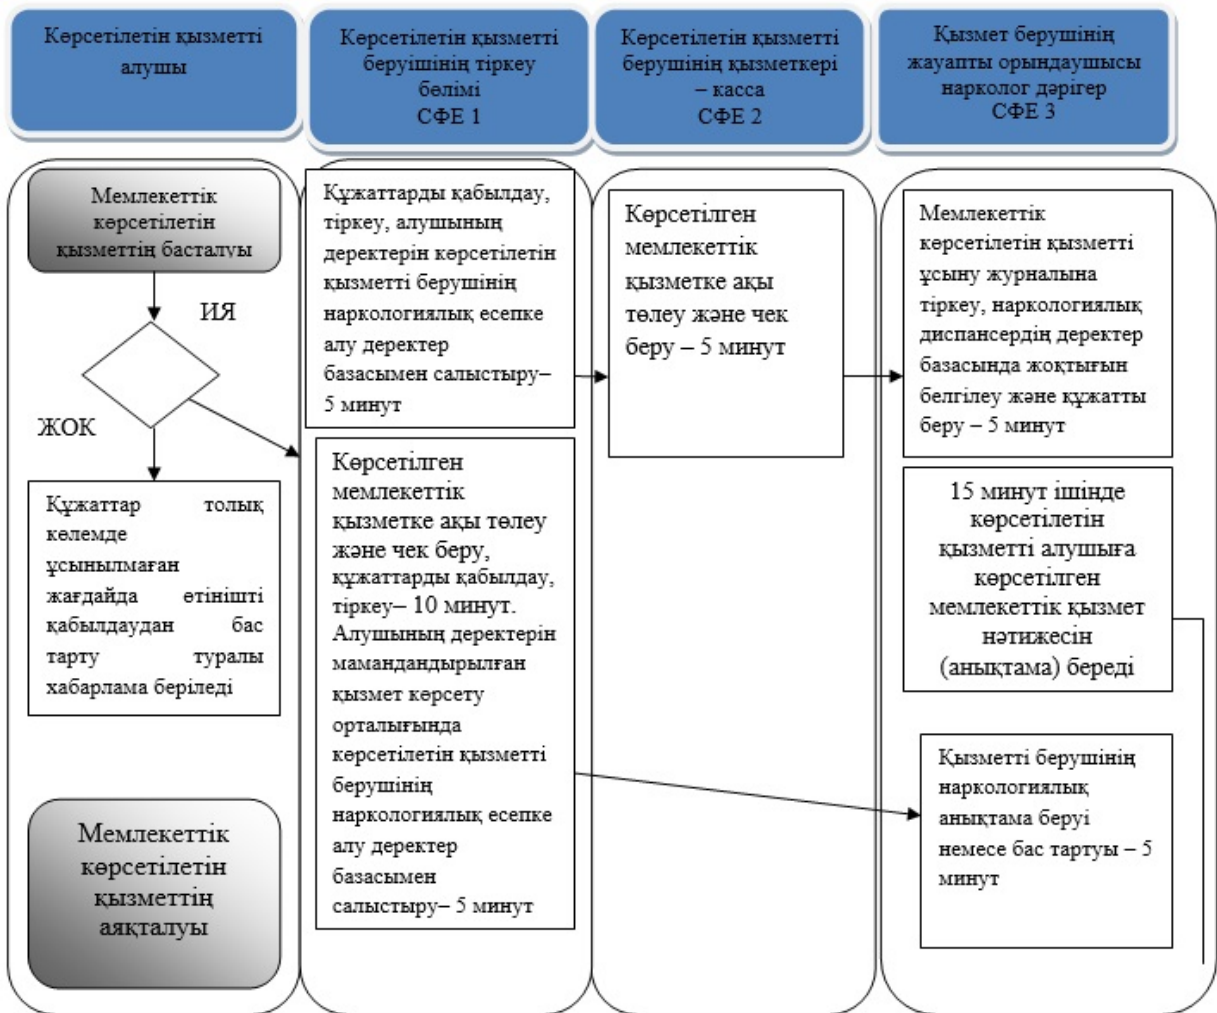 Көрсетілетін қызметті
алушы
Көрсетілетін қызметті
беруішінің тіркеу
бөлімі
СФЕ 1
Көрсетілетін қызметті
берушінің қызметкері
– касса
СФЕ 2
Қызмет берушінің
жауапты орындаушысы
нарколог дәрігер
СФЕ 3
Мемлекеттік
көрсетілетін
қызметтің басталуы
ИЯ
ЖОК
Құжаттар толық
көлемде
ұсынылмаған
жағдайда өтінішті
қабылдаудан бас
тарту туралы
хабарлама беріледі
Мемлекеттік
көрсетілетін
қызметтің
аяқталуы
Құжаттарды қабылдау,
тіркеу, алушының
деректерін көрсетілетін
қызметті берушінің
наркологиялық есепке
алу деректер
базасымен салыстыру–
5 минут
Көрсетілген
мемлекеттік
қызметке ақы төлеу
және чек беру,
құжаттарды қабылдау,
тіркеу– 10 минут.
Алушының деректерін
мамандандырылған
қызмет көрсету
орталығында
көрсетілетін қызметті
берушінің
наркологиялық есепке
алу деректер
базасымен
салыстыру– 5 минут
Көрсетілген
мемлекеттік
қызметке ақы
төлеу және чек
беру – 5 минут
Мемлекеттік
көрсетілетін қызметті
ұсыну журналына
тіркеу, наркологиялық
диспансердің деректер
базасында жоқтығын
белгілеу және құжатты
беру – 5 минут
15 минут ішінде
көрсетілетін
қызметті алушыға
көрсетілген
мемлекеттік қызмет
нәтижесін
(анықтама) береді
Қызметті берушінің
наркологиялық
анықтама беруі
немесе бас тартуы – 5
минут